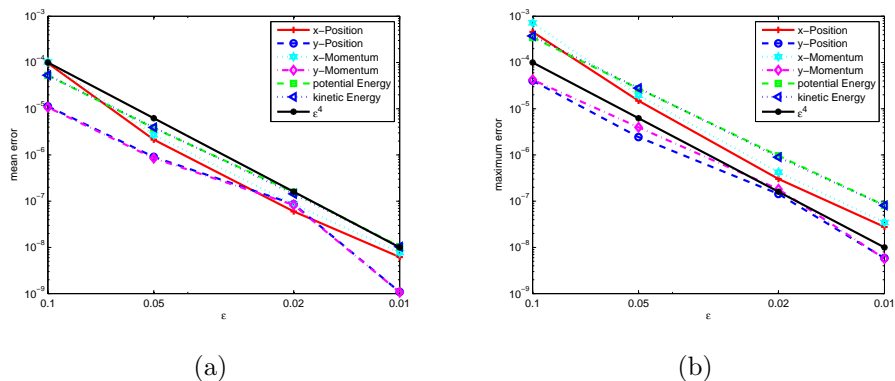 10⁻³
10⁻⁴
10⁻⁵
10⁻⁶
10⁻⁷
10⁻⁸
10⁻⁹
mean error
0.1 0.05 0.02 0.01
ε
x−Position
y−Position
x−Momentum
y−Momentum
potential Energy
kinetic Energy
ε⁴
(a)
10⁻³
10⁻⁴
10⁻⁵
10⁻⁶
10⁻⁷
10⁻⁸
10⁻⁹
maximum error
0.1 0.05 0.02 0.01
ε
x−Position
y−Position
x−Momentum
y−Momentum
potential Energy
kinetic Energy
ε⁴
(b)